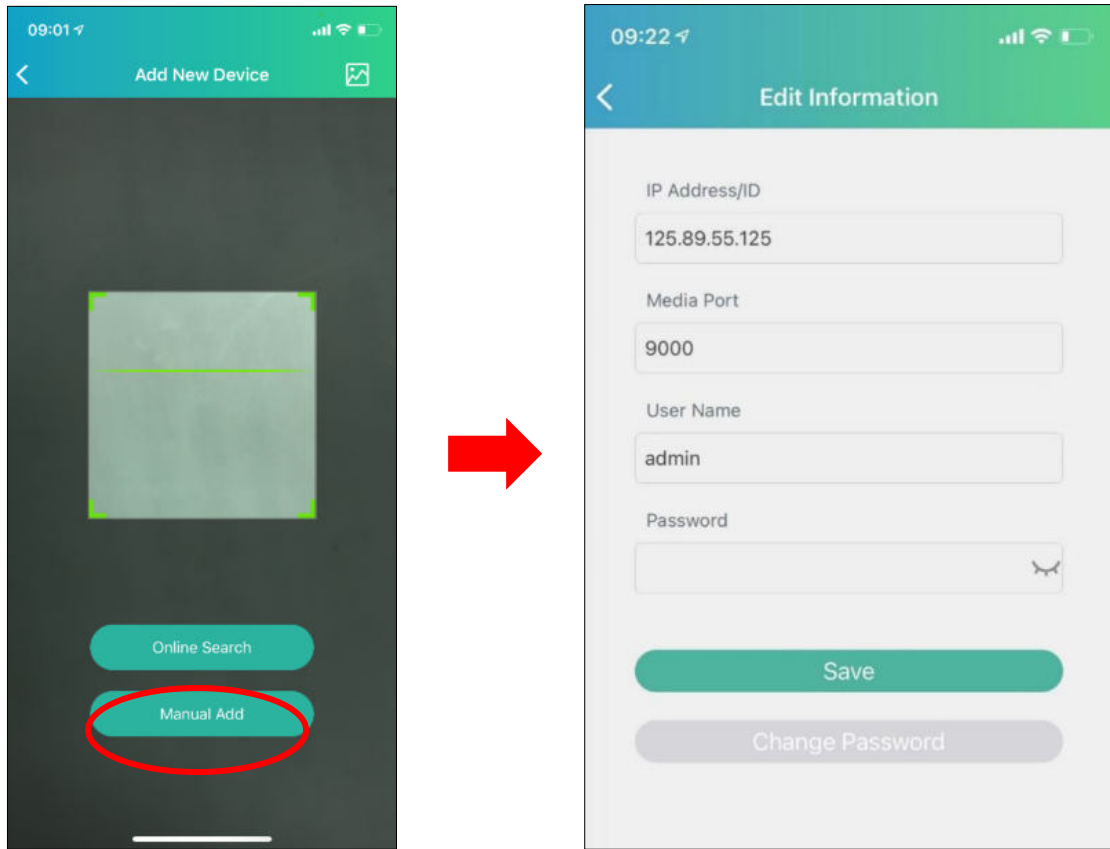 09:01
Add New Device
Online Search
Manual Add
09:22
Edit Information
IP Address/ID
125.89.55.125
Media Port
9000
User Name
admin
Password
Save
Change Password